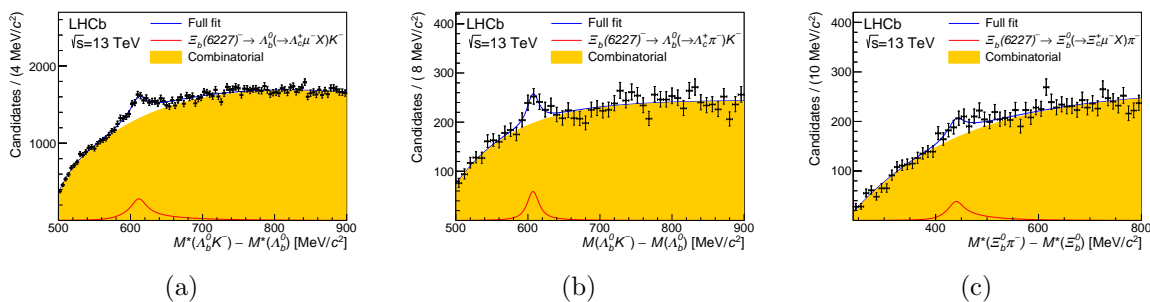 LHCb
√s=13 TeV
Full fit
Ξb(6227)⁻→ Λb⁰(→Λc⁺μ⁻X)K⁻
Combinatorial
Candidates / (4 MeV/c²)
2000
1000
500 600 700 800 900
M*(Λb⁰K⁻) − M*(Λb⁰) [MeV/c²]
(a)
LHCb
√s=13 TeV
Full fit
Ξb(6227)⁻→ Λb⁰(→Λc⁺π⁻)K⁻
Combinatorial
Candidates / ( 8 MeV/c²)
400
300
200
100
500 600 700 800 900
M(Λb⁰K⁻) − M(Λb⁰) [MeV/c²]
(b)
LHCb
√s=13 TeV
Full fit
Ξb(6227)⁻→ Ξb⁰(→Ξc⁺μ⁻X)π⁻
Combinatorial
Candidates / (10 MeV/c²)
400
300
200
100
0
400 600 800
M*(Ξb⁰π⁻) − M*(Ξb⁰) [MeV/c²]
(c)